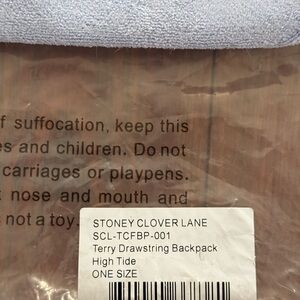 f suffocation, keep this
es and children. Do not
carriages or playpens.
nose and mouth and
not a toy.
STONEY CLOVER LANE
SCL-TCFBP-001
Terry Drawstring Backpack
High Tide
ONE SIZE